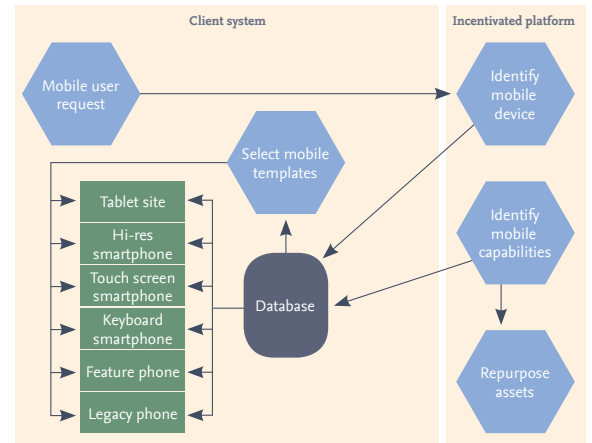 Client system
Incentivated platform
Mobile user
request
Identify
mobile
device
Select mobile
templates
Tablet site
Hi-res
smartphone
Touch screen
smartphone
Keyboard
smartphone
Feature phone
Legacy phone
Database
Identify
mobile
capabilities
Repurpose
assets